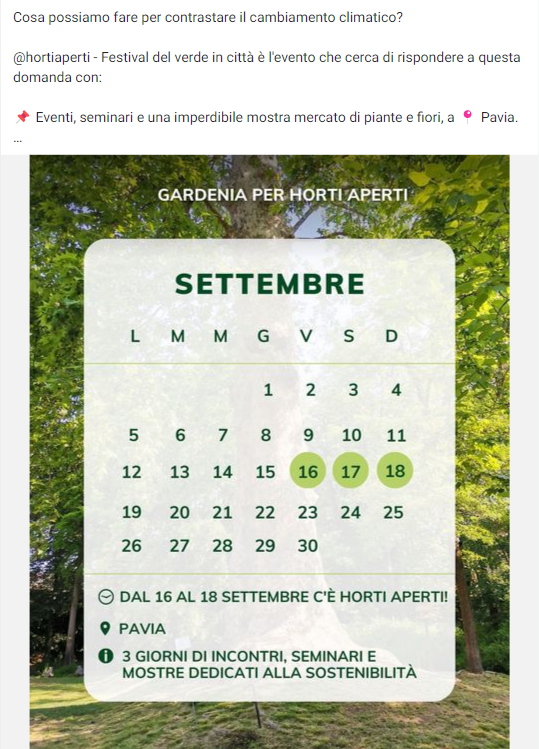 Cosa possiamo fare per contrastare il cambiamento climatico?
@hortiaperti - Festival del verde in città è l'evento che cerca di rispondere a questa
domanda con:
📌 Eventi, seminari e una imperdibile mostra mercato di piante e fiori, a 📍 Pavia.
...
GARDENIA PER HORTI APERTI
SETTEMBRE
L M M G V S D
1 2 3 4
5 6 7 8 9 10 11
12 13 14 15 16 17 18
19 20 21 22 23 24 25
26 27 28 29 30
DAL 16 AL 18 SETTEMBRE C'È HORTI APERTI!
PAVIA
3 GIORNI DI INCONTRI, SEMINARI E
MOSTRE DEDICATI ALLA SOSTENIBILITÀ